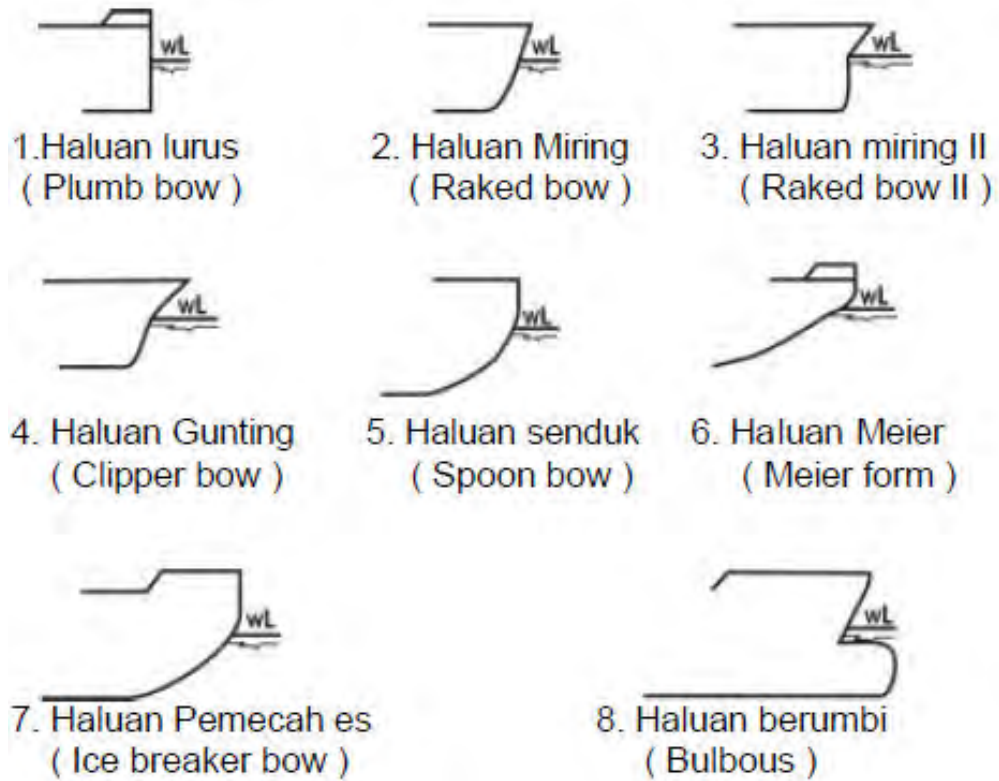 wL
wL
wL
1.Haluan lurus
( Plumb bow )
2. Haluan Miring
( Raked bow )
3. Haluan miring II
( Raked bow II )
wL
wL
wL
4. Haluan Gunting
( Clipper bow )
5. Haluan senduk
( Spoon bow )
6. Haluan Meier
( Meier form )
wL
wL
7. Haluan Pemecah es
( Ice breaker bow )
8. Haluan berumbi
( Bulbous )